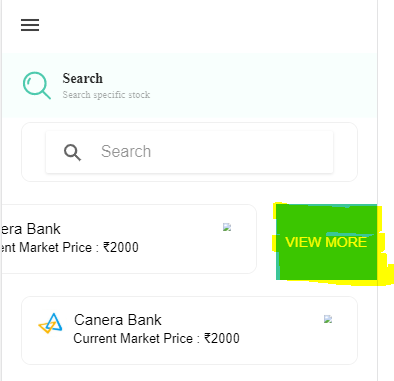 Search
Search specific stock
Search
era Bank
ent Market Price : ₹2000
VIEW MORE
Canera Bank
Current Market Price : ₹2000